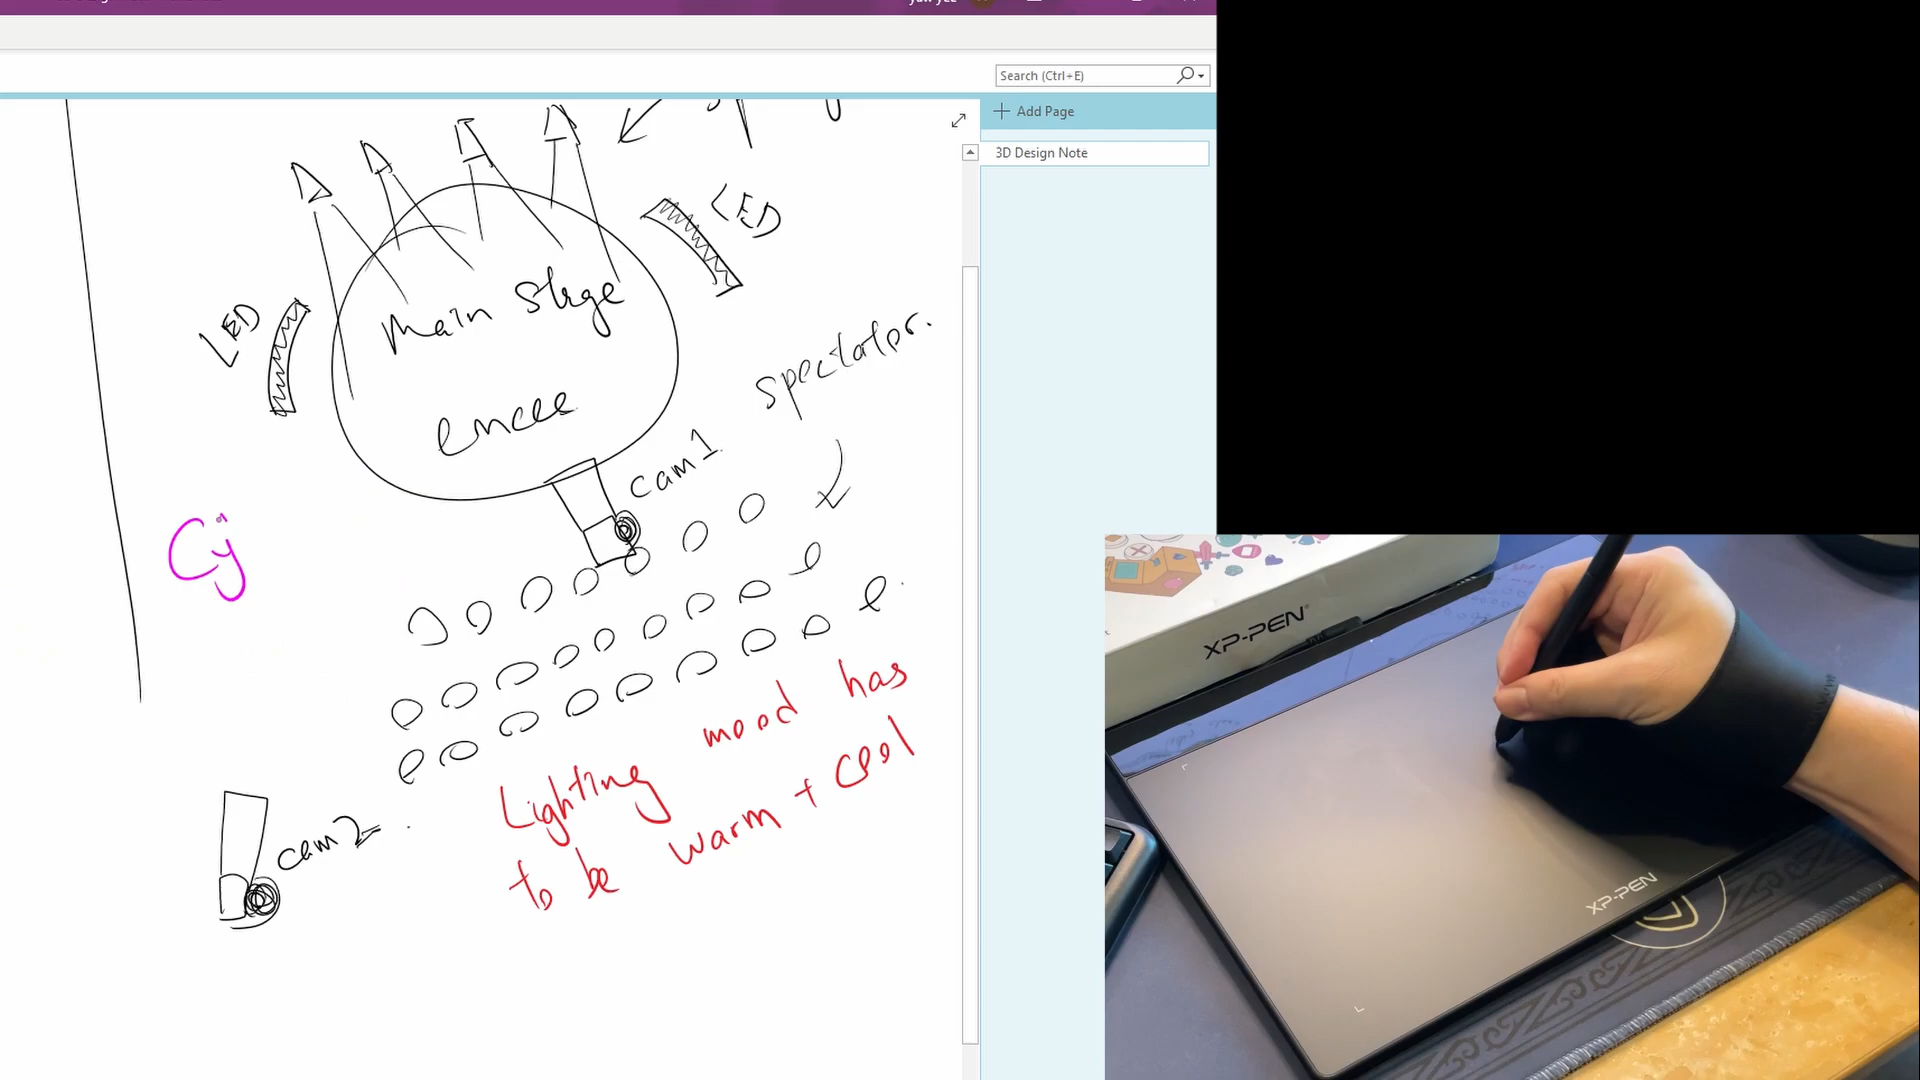 Search (Ctrl+E)
Add Page
3D Design Note
LED
LED
Main Stage
emcee
spectator.
cam 1
Cy
cam 2
Lighting mood has
to be warm + cool
XP-PEN
XP-PEN